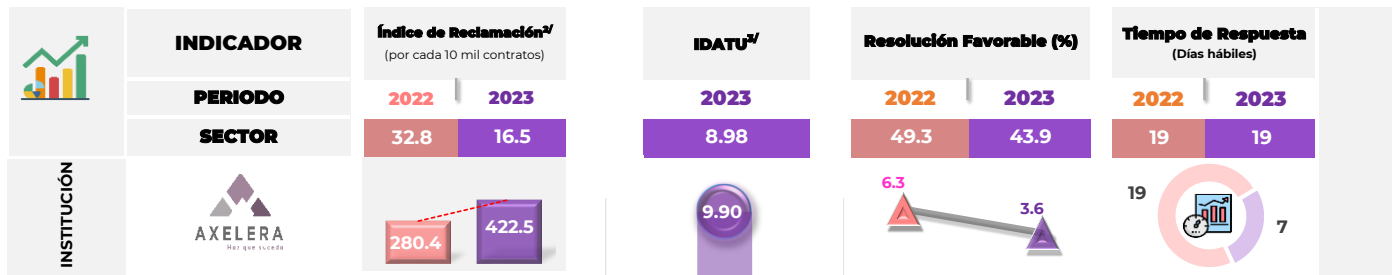 INDICADOR
Índice de Reclamación2/
(por cada 10 mil contratos)
IDATU3/
Resolución Favorable (%)
Tiempo de Respuesta
(Días hábiles)
PERIODO
2022 2023
2023
2022 2023
2022 2023
SECTOR
32.8 16.5
8.98
49.3 43.9
19 19
INSTITUCIÓN
AXELERA
Haz que suceda
280.4 422.5
9.90
6.3 3.6
19 7